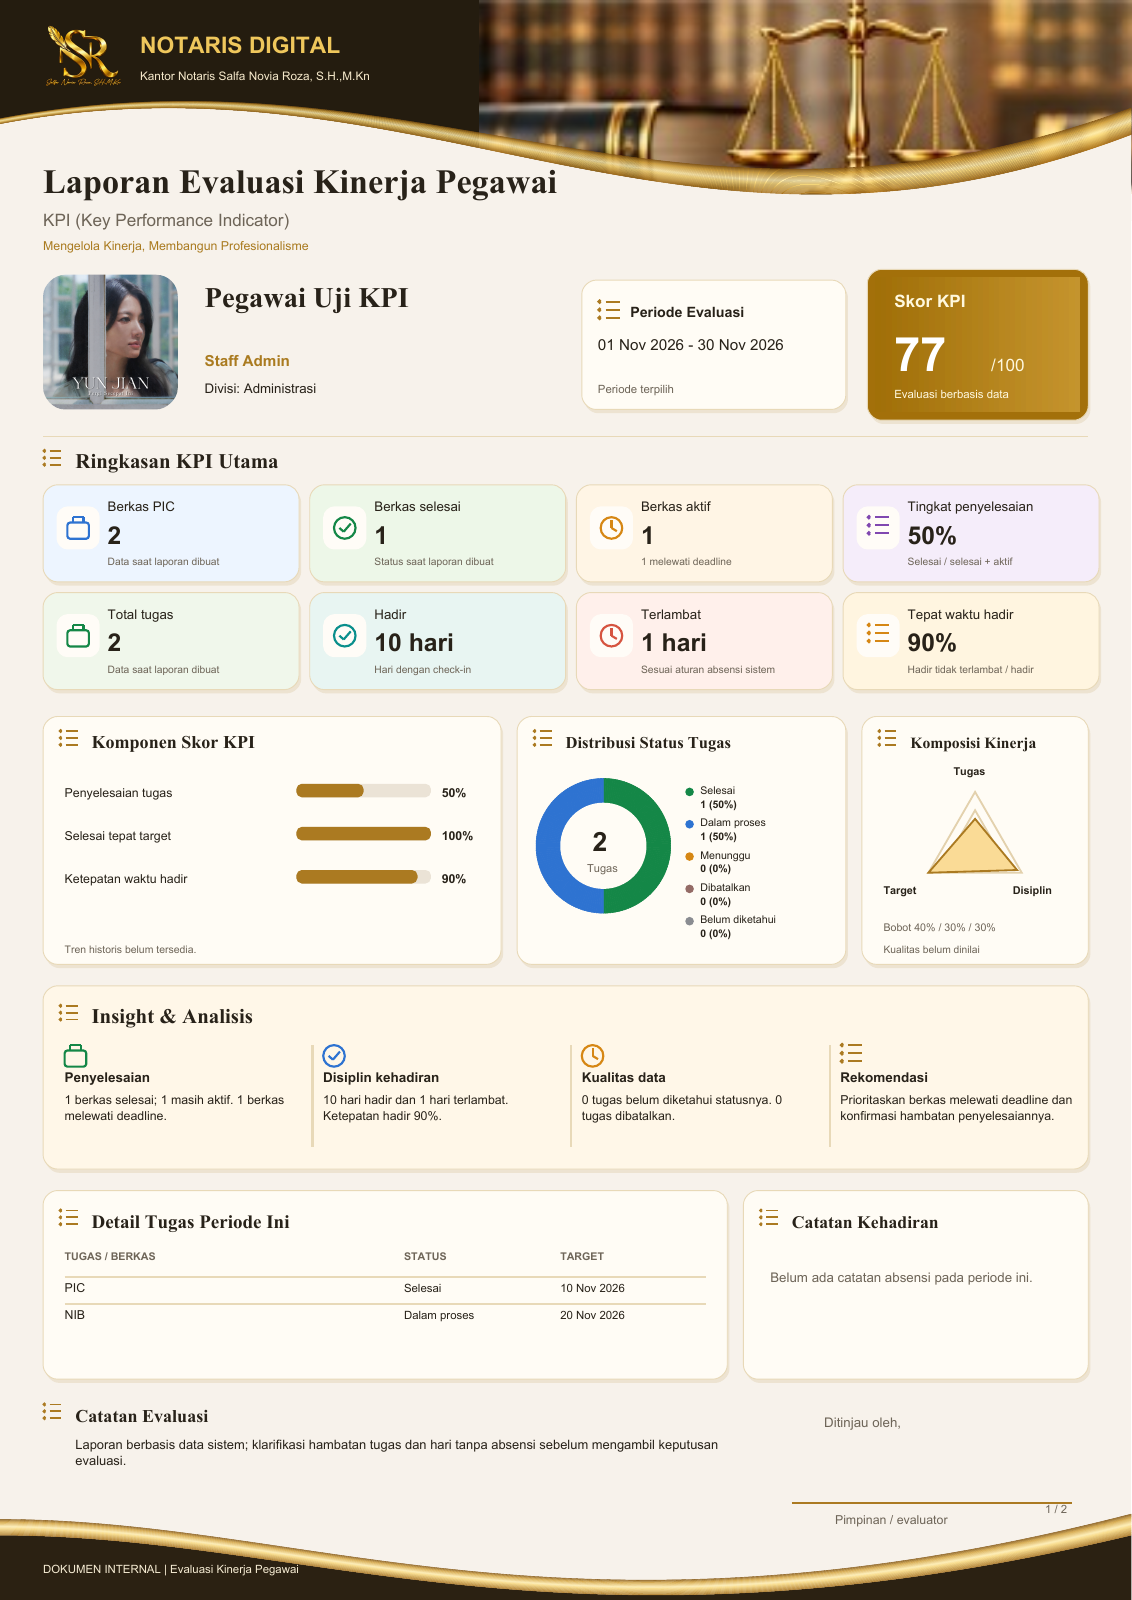 SR
NOTARIS DIGITAL
Kantor Notaris Salfa Novia Roza, S.H.,M.Kn
Laporan Evaluasi Kinerja Pegawai
KPI (Key Performance Indicator)
Mengelola Kinerja, Membangun Profesionalisme
YUN JIAN
Pegawai Uji KPI
Staff Admin
Divisi: Administrasi
Periode Evaluasi
01 Nov 2026 - 30 Nov 2026
Periode terpilih
Skor KPI
77 /100
Evaluasi berbasis data
Ringkasan KPI Utama
Berkas PIC
2
Data saat laporan dibuat
Berkas selesai
1
Status saat laporan dibuat
Berkas aktif
1
1 melewati deadline
Tingkat penyelesaian
50%
Selesai / selesai + aktif
Total tugas
2
Data saat laporan dibuat
Hadir
10 hari
Hari dengan check-in
Terlambat
1 hari
Sesuai aturan absensi sistem
Tepat waktu hadir
90%
Hadir tidak terlambat / hadir
Komponen Skor KPI
Penyelesaian tugas 50%
Selesai tepat target 100%
Ketepatan waktu hadir 90%
Tren historis belum tersedia.
Distribusi Status Tugas
2
Tugas
Selesai
1 (50%)
Dalam proses
1 (50%)
Menunggu
0 (0%)
Dibatalkan
0 (0%)
Belum diketahui
0 (0%)
Komposisi Kinerja
Tugas
Target Disiplin
Bobot 40% / 30% / 30%
Kualitas belum dinilai
Insight & Analisis
Penyelesaian
1 berkas selesai; 1 masih aktif. 1 berkas
melewati deadline.
Disiplin kehadiran
10 hari hadir dan 1 hari terlambat.
Ketepatan hadir 90%.
Kualitas data
0 tugas belum diketahui statusnya. 0
tugas dibatalkan.
Rekomendasi
Prioritaskan berkas melewati deadline dan
konfirmasi hambatan penyelesaiannya.
Detail Tugas Periode Ini
TUGAS / BERKAS STATUS TARGET
PIC Selesai 10 Nov 2026
NIB Dalam proses 20 Nov 2026
Catatan Kehadiran
Belum ada catatan absensi pada periode ini.
Catatan Evaluasi
Laporan berbasis data sistem; klarifikasi hambatan tugas dan hari tanpa absensi sebelum mengambil keputusan
evaluasi.
Ditinjau oleh,
1 / 2
Pimpinan / evaluator
DOKUMEN INTERNAL | Evaluasi Kinerja Pegawai